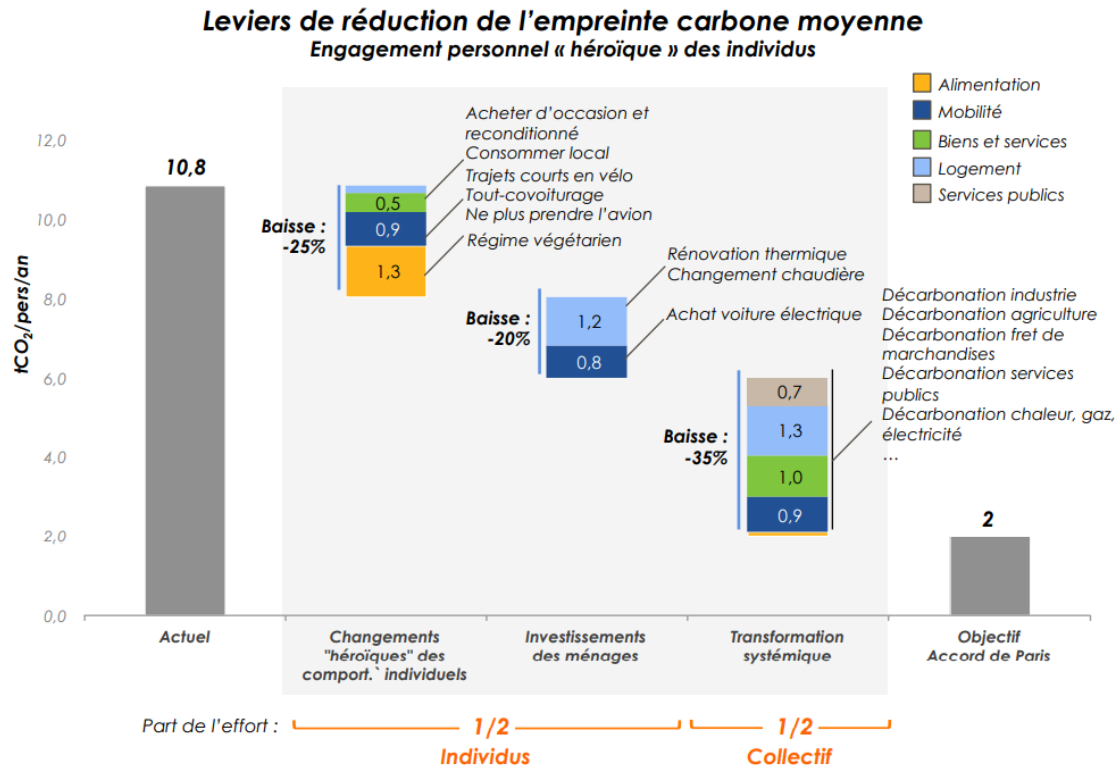 Leviers de réduction de l'empreinte carbone moyenne
Engagement personnel « héroïque » des individus
Alimentation
Mobilité
Biens et services
Logement
Services publics
tCO2/pers/an
12,0
10,0
8,0
6,0
4,0
2,0
0,0
10,8
Baisse :
-25%
0,5
0,9
1,3
Acheter d'occasion et
reconditionné
Consommer local
Trajets courts en vélo
Tout-covoiturage
Ne plus prendre l'avion
Régime végétarien
Baisse :
-20%
1,2
0,8
Rénovation thermique
Changement chaudière
Achat voiture électrique
Baisse :
-35%
0,7
1,3
1,0
0,9
Décarbonation industrie
Décarbonation agriculture
Décarbonation fret de
marchandises
Décarbonation services
publics
Décarbonation chaleur, gaz,
électricité
…
2
Actuel
Changements
"héroïques" des
comport.` individuels
Investissements
des ménages
Transformation
systémique
Objectif
Accord de Paris
Part de l'effort :
1/2
Individus
1/2
Collectif